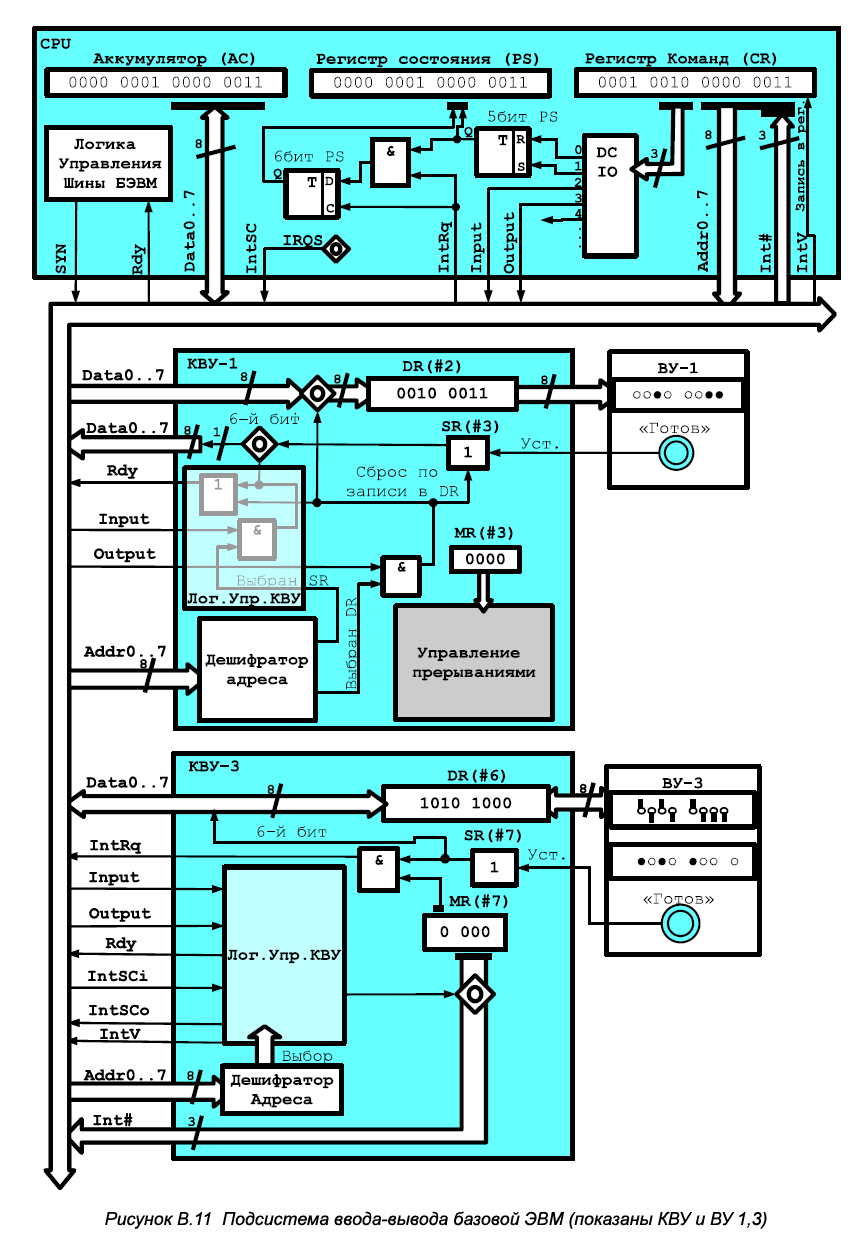 CPU
Аккумулятор (AC)
Регистр состояния (PS)
Регистр Команд (CR)
0000 0001 0000 0011
0000 0001 0000 0011
0001 0010 0000 0011
Логика
Управления
Шины БЭВМ
8
Data0..7
SYN
Rdy
IntSC
IRQS
6бит PS
Q
T
D
C
&
5бит PS
Q
T
R
S
0
1
2
3
4
.
.
.
DC
IO
3
IntRq
Input
Output
8
Addr0..7
3
Int#
IntV
Запись в рег.
КВУ-1
Data0..7
8
8
DR(#2)
0010 0011
8
ВУ-1
«Готов»
Data0..7
8
1
6-й бит
SR(#3)
1
Уст.
Rdy
1
Сброс по
записи в DR
Input
&
Output
MR(#3)
0000
&
Выбран SR
Лог.Упр.КВУ
Выбран DR
Addr0..7
8
Дешифратор
адреса
Управление
прерываниями
КВУ-3
Data0..7
8
DR(#6)
1010 1000
8
ВУ-3
6-й бит
SR(#7)
1
Уст.
«Готов»
IntRq
&
Input
MR(#7)
0 000
Output
Rdy
Лог.Упр.КВУ
IntSCi
IntSCo
IntV
Выбор
Addr0..7
8
Дешифратор
Адреса
Int#
3
Рисунок В.11 Подсистема ввода-вывода базовой ЭВМ (показаны КВУ и ВУ 1,3)